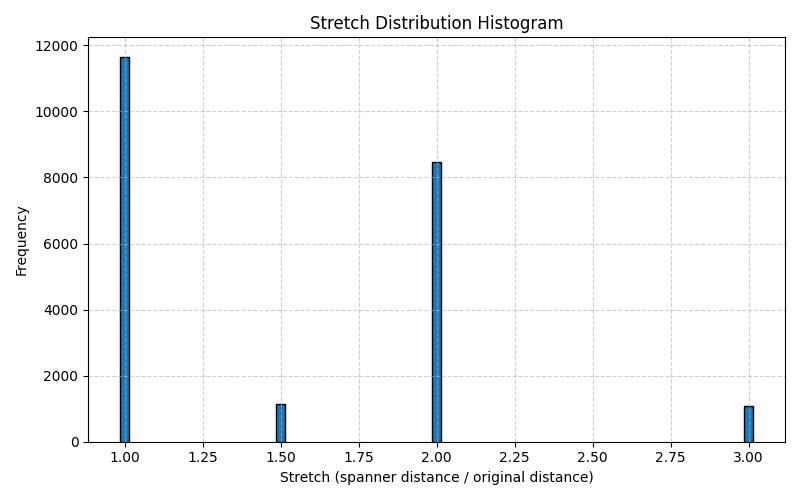 Stretch Distribution Histogram
Frequency
12000
10000
8000
6000
4000
2000
0
1.00 1.25 1.50 1.75 2.00 2.25 2.50 2.75 3.00
Stretch (spanner distance / original distance)